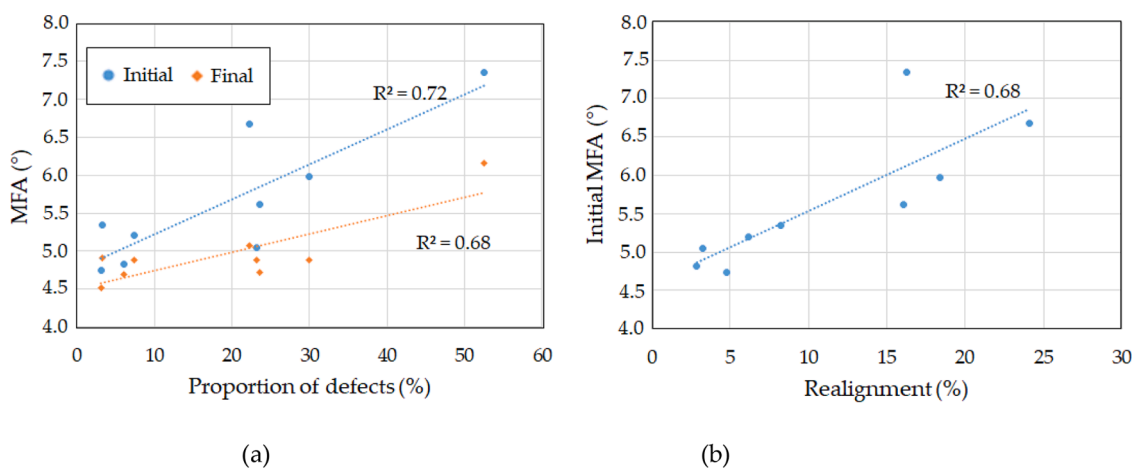 8.0
7.5
7.0
6.5
6.0
5.5
5.0
4.5
4.0
MFA (°)
Initial
Final
R² = 0.72
R² = 0.68
0
10
20
30
40
50
60
Proportion of defects (%)
(a)
8.0
7.5
7.0
6.5
6.0
5.5
5.0
4.5
4.0
Initial MFA (°)
R² = 0.68
0
5
10
15
20
25
30
Realignment (%)
(b)